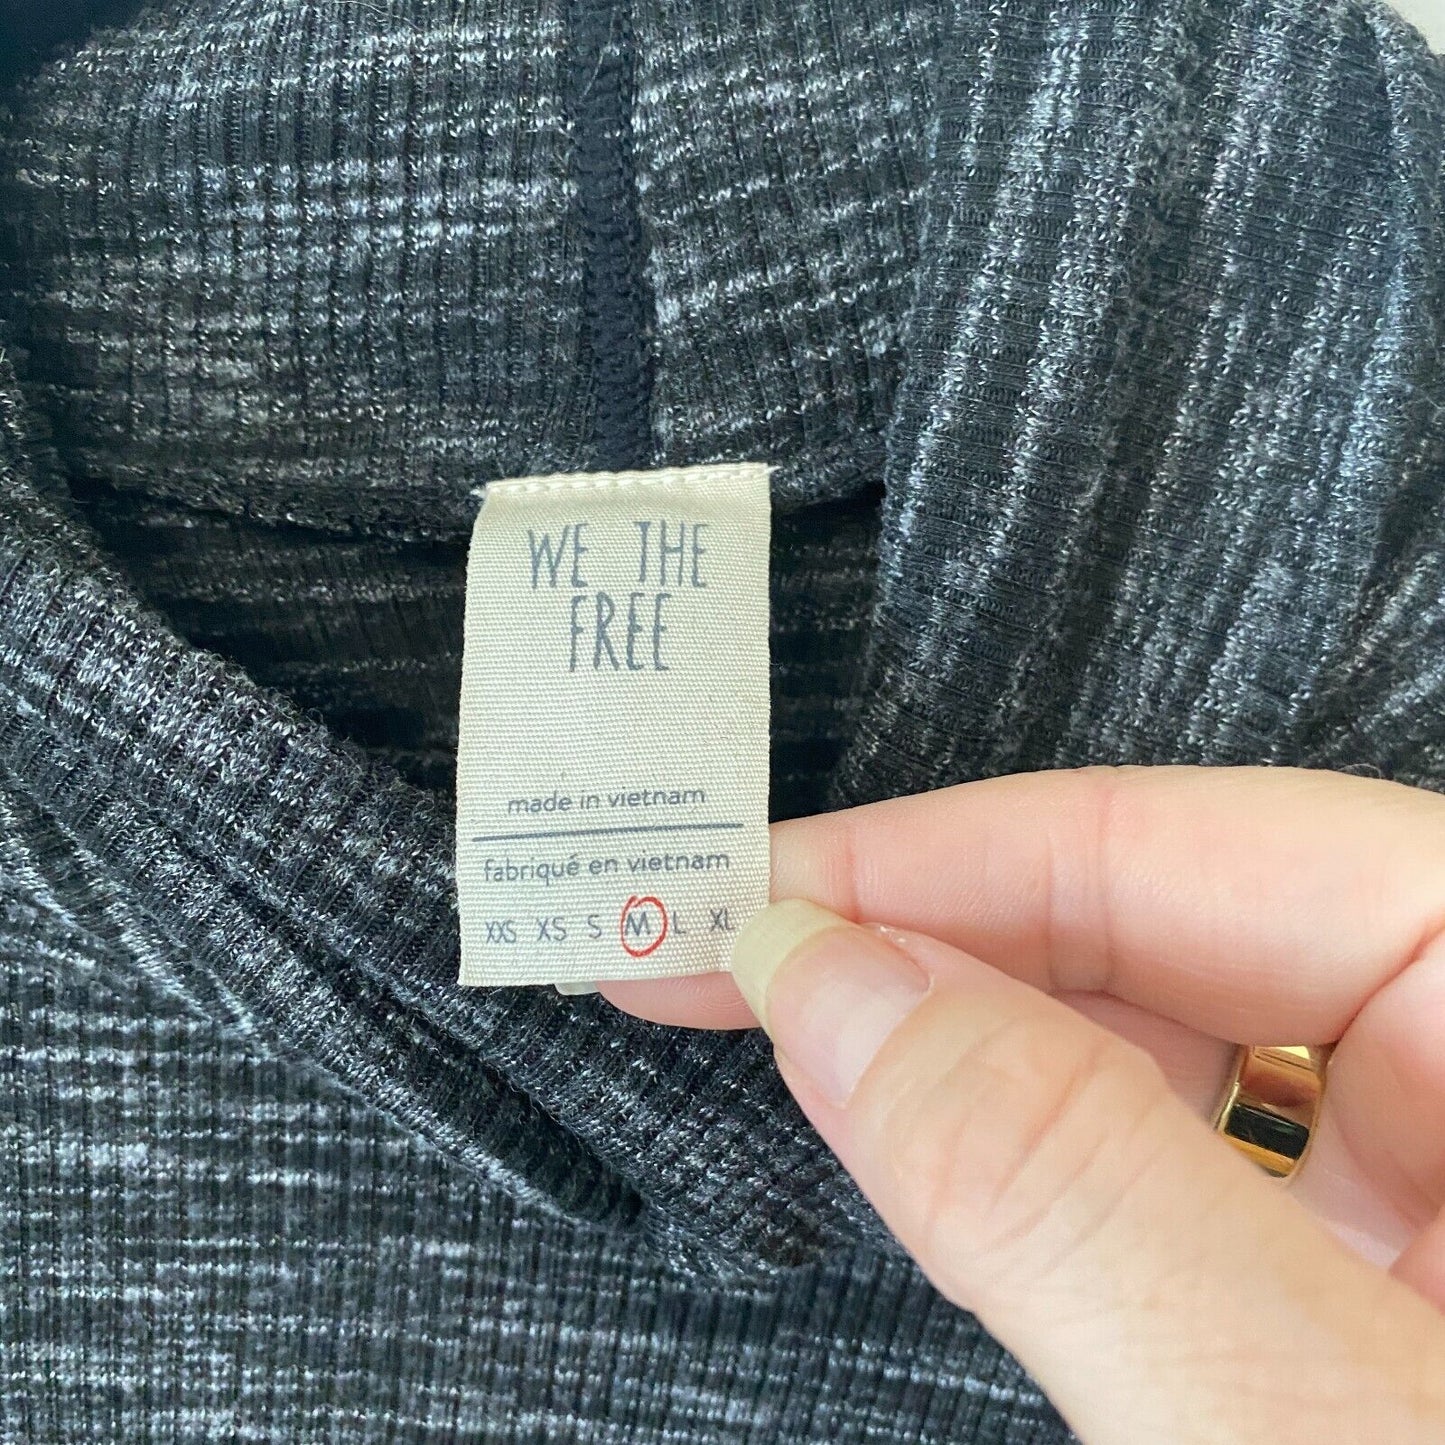 WE THE
FREE
made in vietnam
fabriqué en vietnam
XXS XS S M L XL